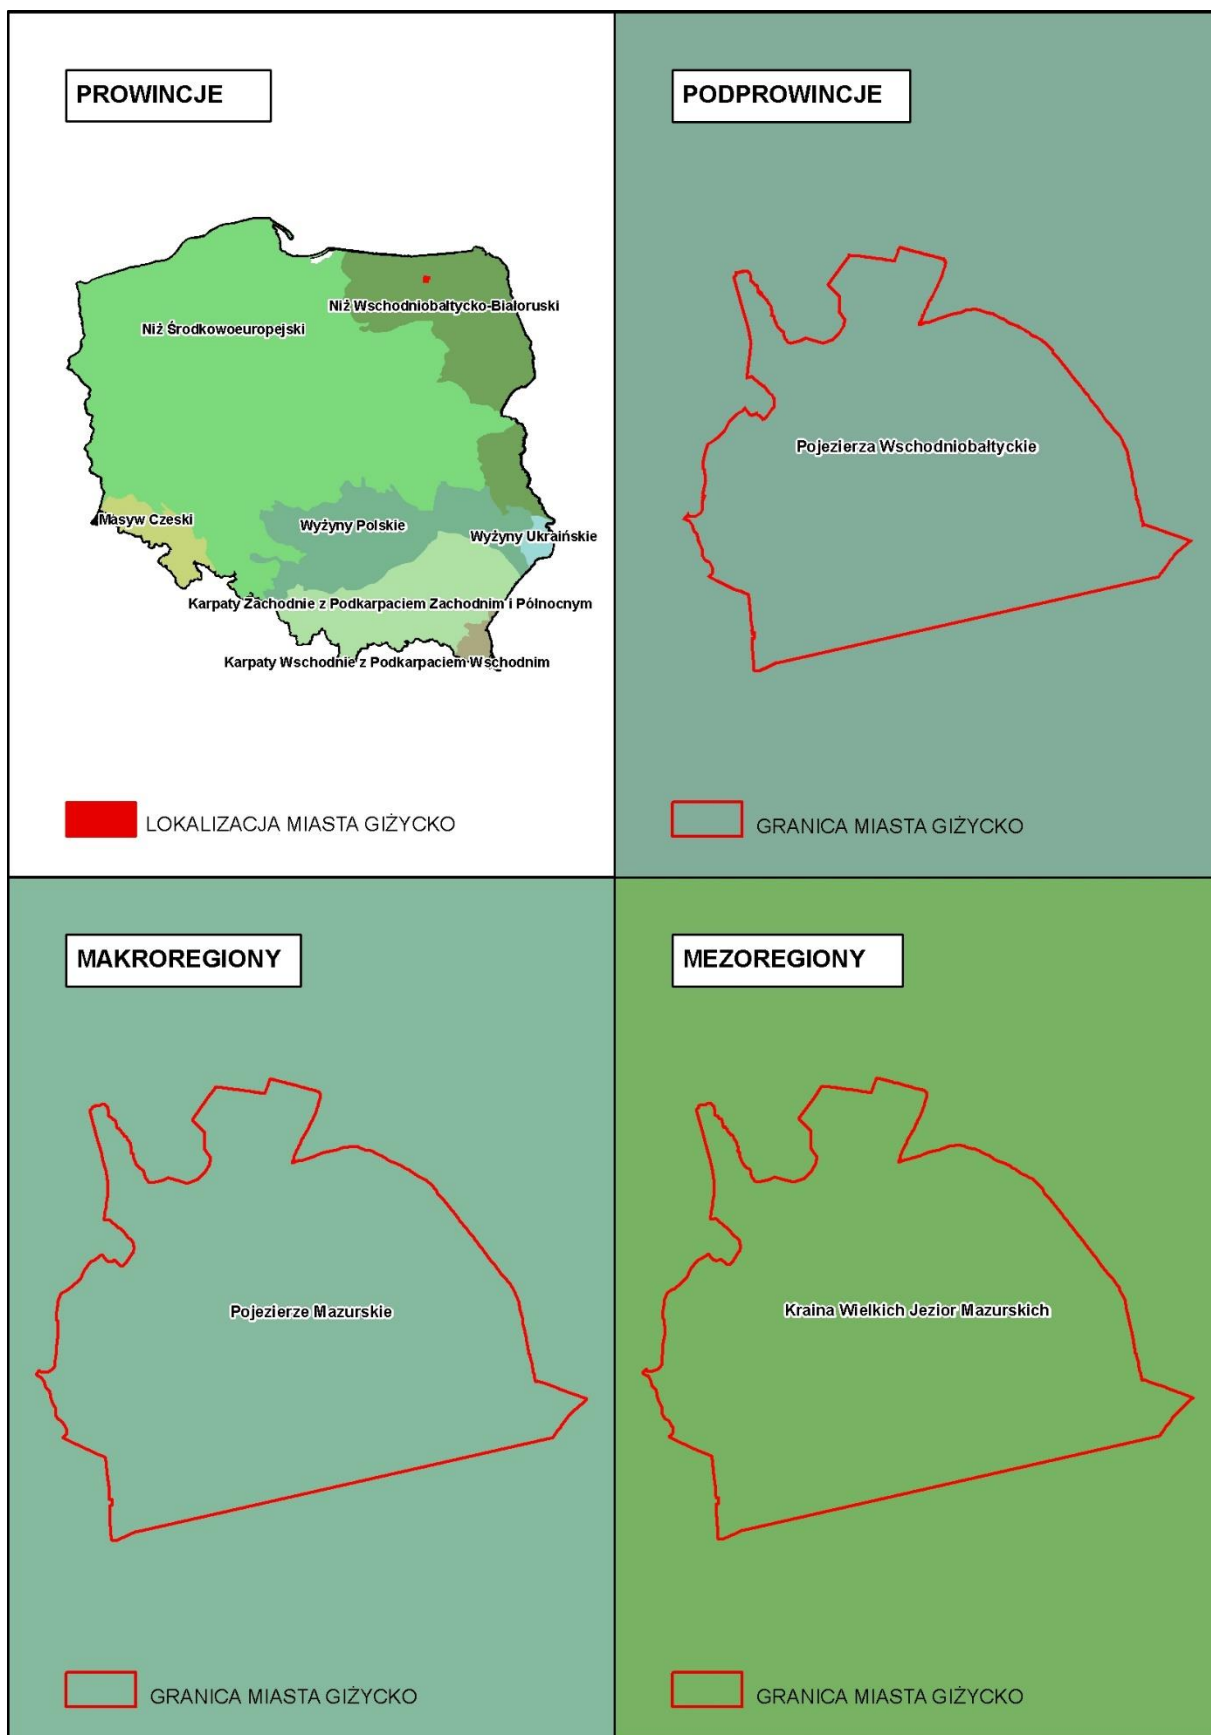 PROWINCJE
Niż Wschodniobałtycko-Białoruski
Niż Środkowoeuropejski
Masyw Czeski
Wyżyny Polskie
Wyżyny Ukraińskie
Karpaty Zachodnie z Podkarpaciem Zachodnim i Północnym
Karpaty Wschodnie z Podkarpaciem Wschodnim
LOKALIZACJA MIASTA GIŻYCKO
PODPROWINCJE
Pojezierza Wschodniobałtyckie
GRANICA MIASTA GIŻYCKO
MAKROREGIONY
Pojezierze Mazurskie
GRANICA MIASTA GIŻYCKO
MEZOREGIONY
Kraina Wielkich Jezior Mazurskich
GRANICA MIASTA GIŻYCKO